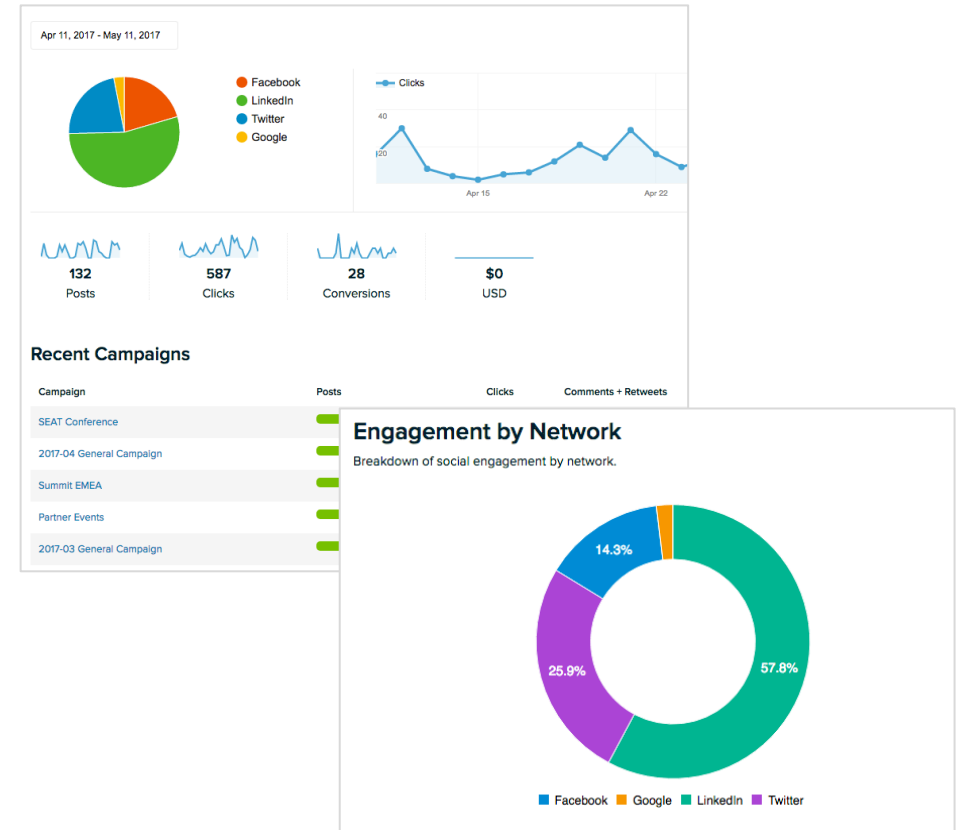 Apr 11, 2017 - May 11, 2017
Facebook
LinkedIn
Twitter
Google
Clicks
40
20
Apr 15
Apr 22
132
Posts
587
Clicks
28
Conversions
$0
USD
Recent Campaigns
Campaign Posts Clicks Comments + Retweets
SEAT Conference
2017-04 General Campaign
Summit EMEA
Partner Events
2017-03 General Campaign
Engagement by Network
Breakdown of social engagement by network.
14.3%
25.9%
57.8%
Facebook Google LinkedIn Twitter